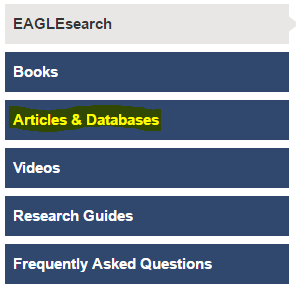 EAGLEsearch
Books
Articles & Databases
Videos
Research Guides
Frequently Asked Questions